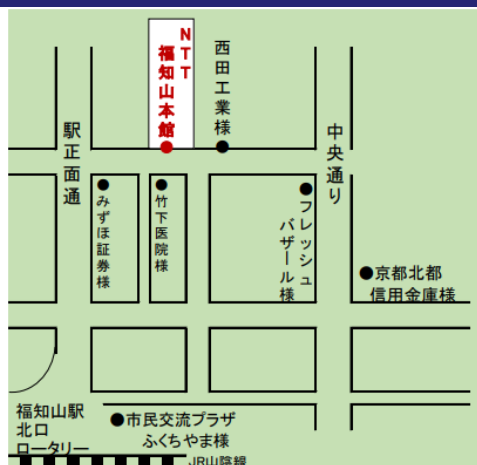 NTT
福知山本館
西田工業様
駅正面通
中央通り
●みずほ証券様
●竹下医院様
●フレッシュ
バザール様
●京都北都
信用金庫様
福知山駅
北口
ロータリー
●市民交流プラザ
ふくちやま様
JR山陰線